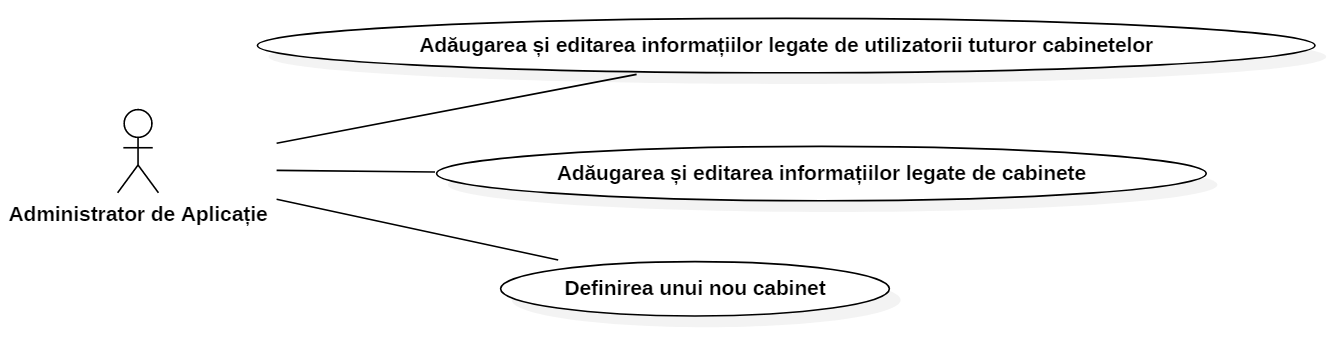 Adăugarea și editarea informațiilor legate de utilizatorii tuturor cabinetelor
Adăugarea și editarea informațiilor legate de cabinete
Administrator de Aplicație
Definirea unui nou cabinet